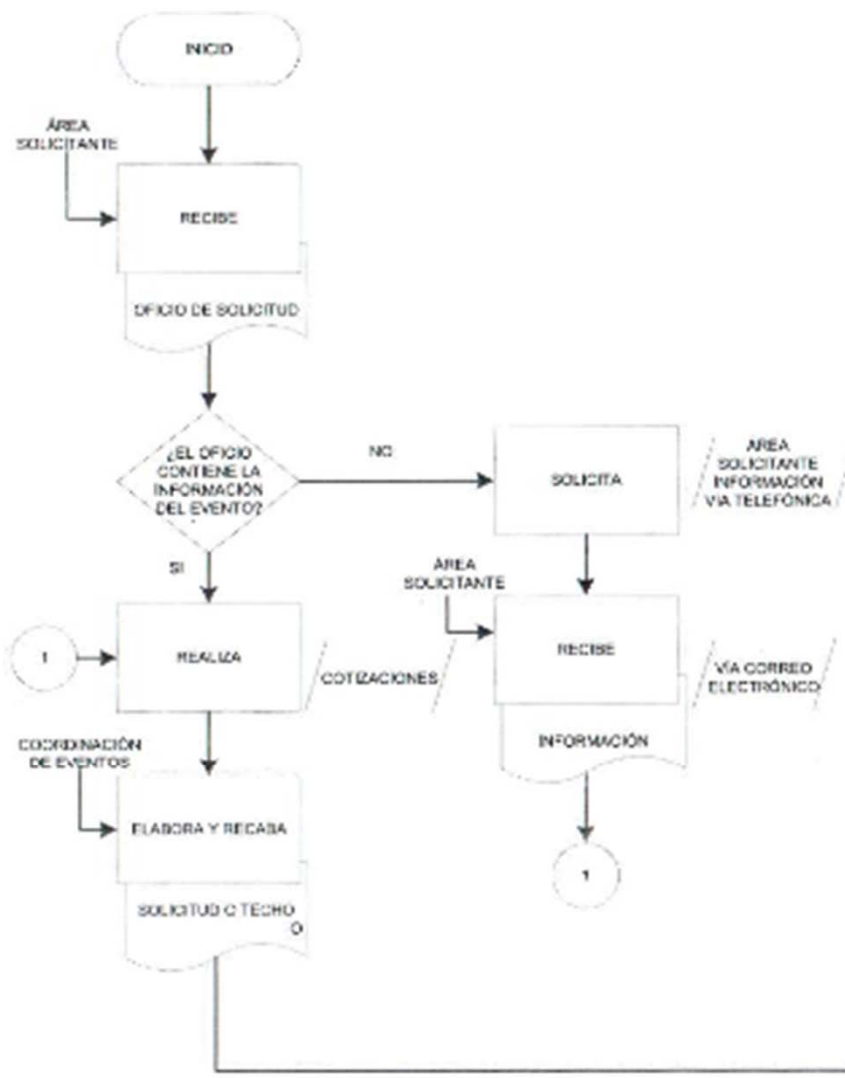 INICIO
ÁREA
SOLICITANTE
RECIBE
OFICIO DE SOLICITUD
¿EL OFICIO
CONTIENE LA
INFORMACIÓN
DEL EVENTO?
NO
SOLICITA
AREA
SOLICITANTE
INFORMACIÓN
VIA TELEFÓNICA
SI
ÁREA
SOLICITANTE
RECIBE
VÍA CORREO
ELECTRÓNICO
INFORMACIÓN
1
1
REALIZA
COTIZACIONES
COORDINACIÓN
DE EVENTOS
ELABORA Y RECABA
SOLICITUD O TECHO
O